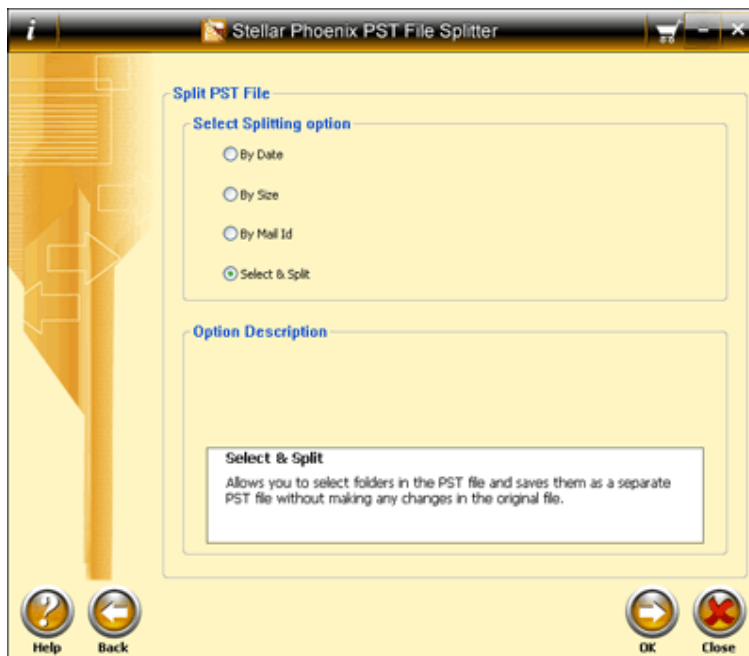 i
Stellar Phoenix PST File Splitter
Split PST File
Select Splitting option
By Date
By Size
By Mail Id
Select & Split
Option Description
Select & Split
Allows you to select folders in the PST file and saves them as a separate
PST file without making any changes in the original file.
?
Help
Back
OK
Close